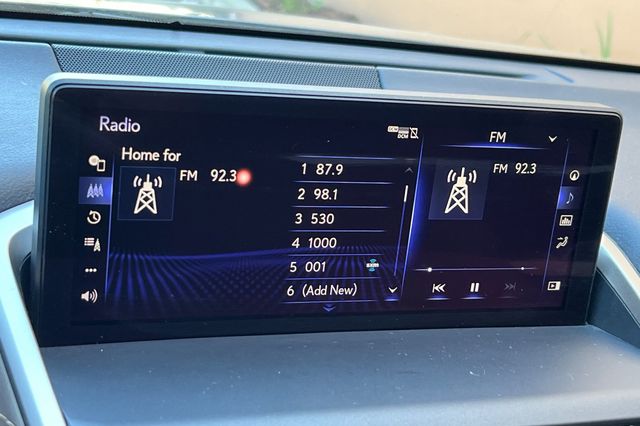 Radio
Home for
FM 92.3
1 87.9
2 98.1
3 530
4 1000
5 001
6 (Add New)
DCM
FM
FM 92.3